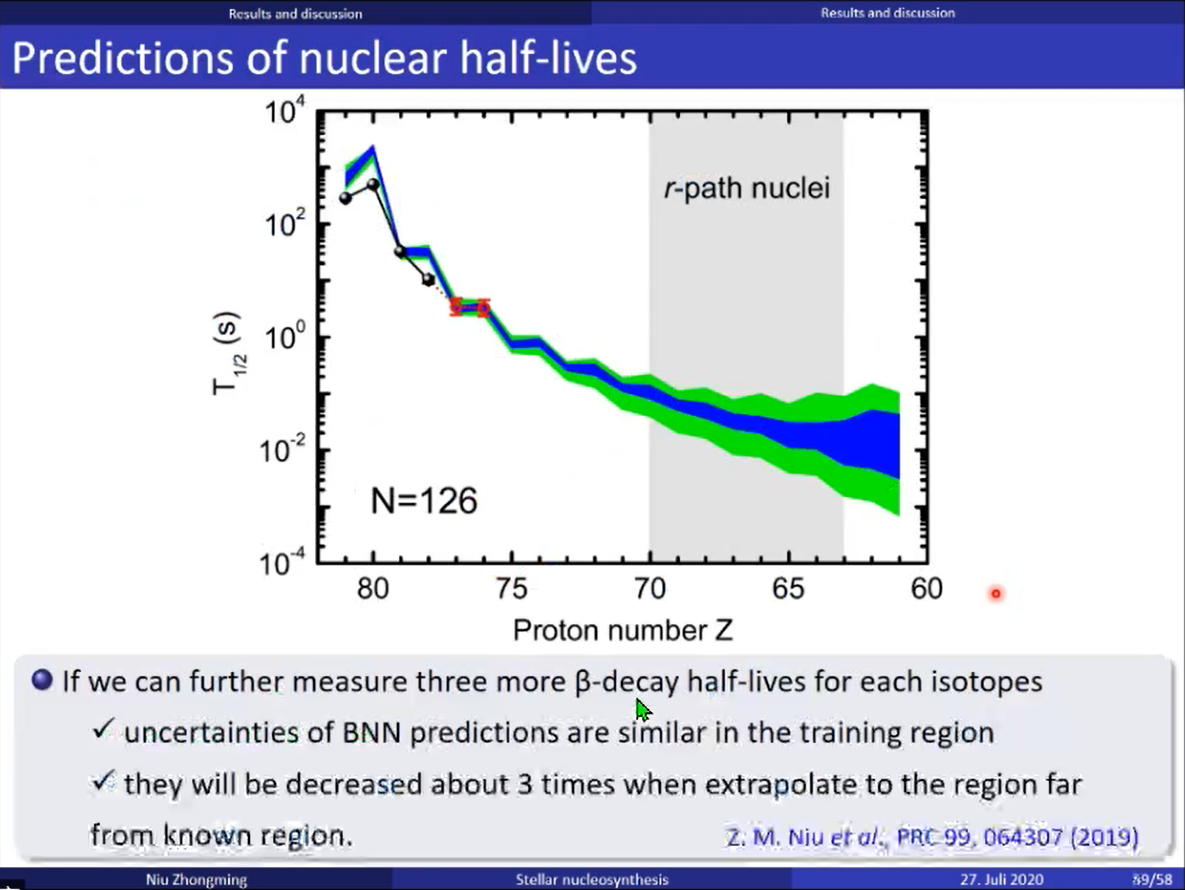 Results and discussion Results and discussion
Predictions of nuclear half-lives
10^4
10^2
10^0
10^-2
10^-4
T_1/2 (s)
r-path nuclei
N=126
80 75 70 65 60
Proton number Z
If we can further measure three more β-decay half-lives for each isotopes
✓ uncertainties of BNN predictions are similar in the training region
✓ they will be decreased about 3 times when extrapolate to the region far
from known region.
Z. M. Niu et al., PRC 99, 064307 (2019)
Niu Zhongming Stellar nucleosynthesis 27. Juli 2020